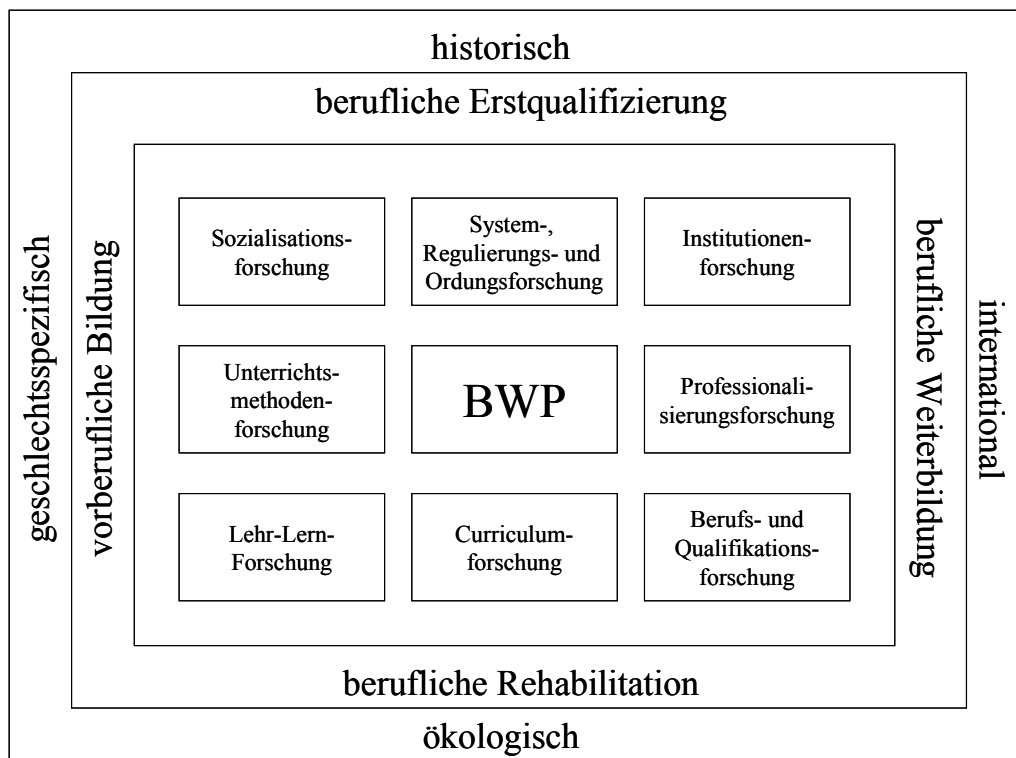 historisch
berufliche Erstqualifizierung
geschlechtsspezifisch
vorberufliche Bildung
Sozialisations-
forschung
System-,
Regulierungs- und
Ordungsforschung
Institutionen-
forschung
Unterrichts-
methoden-
forschung
BWP
Professionali-
sierungsforschung
Lehr-Lern-
Forschung
Curriculum-
forschung
Berufs- und
Qualifikations-
forschung
berufliche Weiterbildung
international
berufliche Rehabilitation
ökologisch